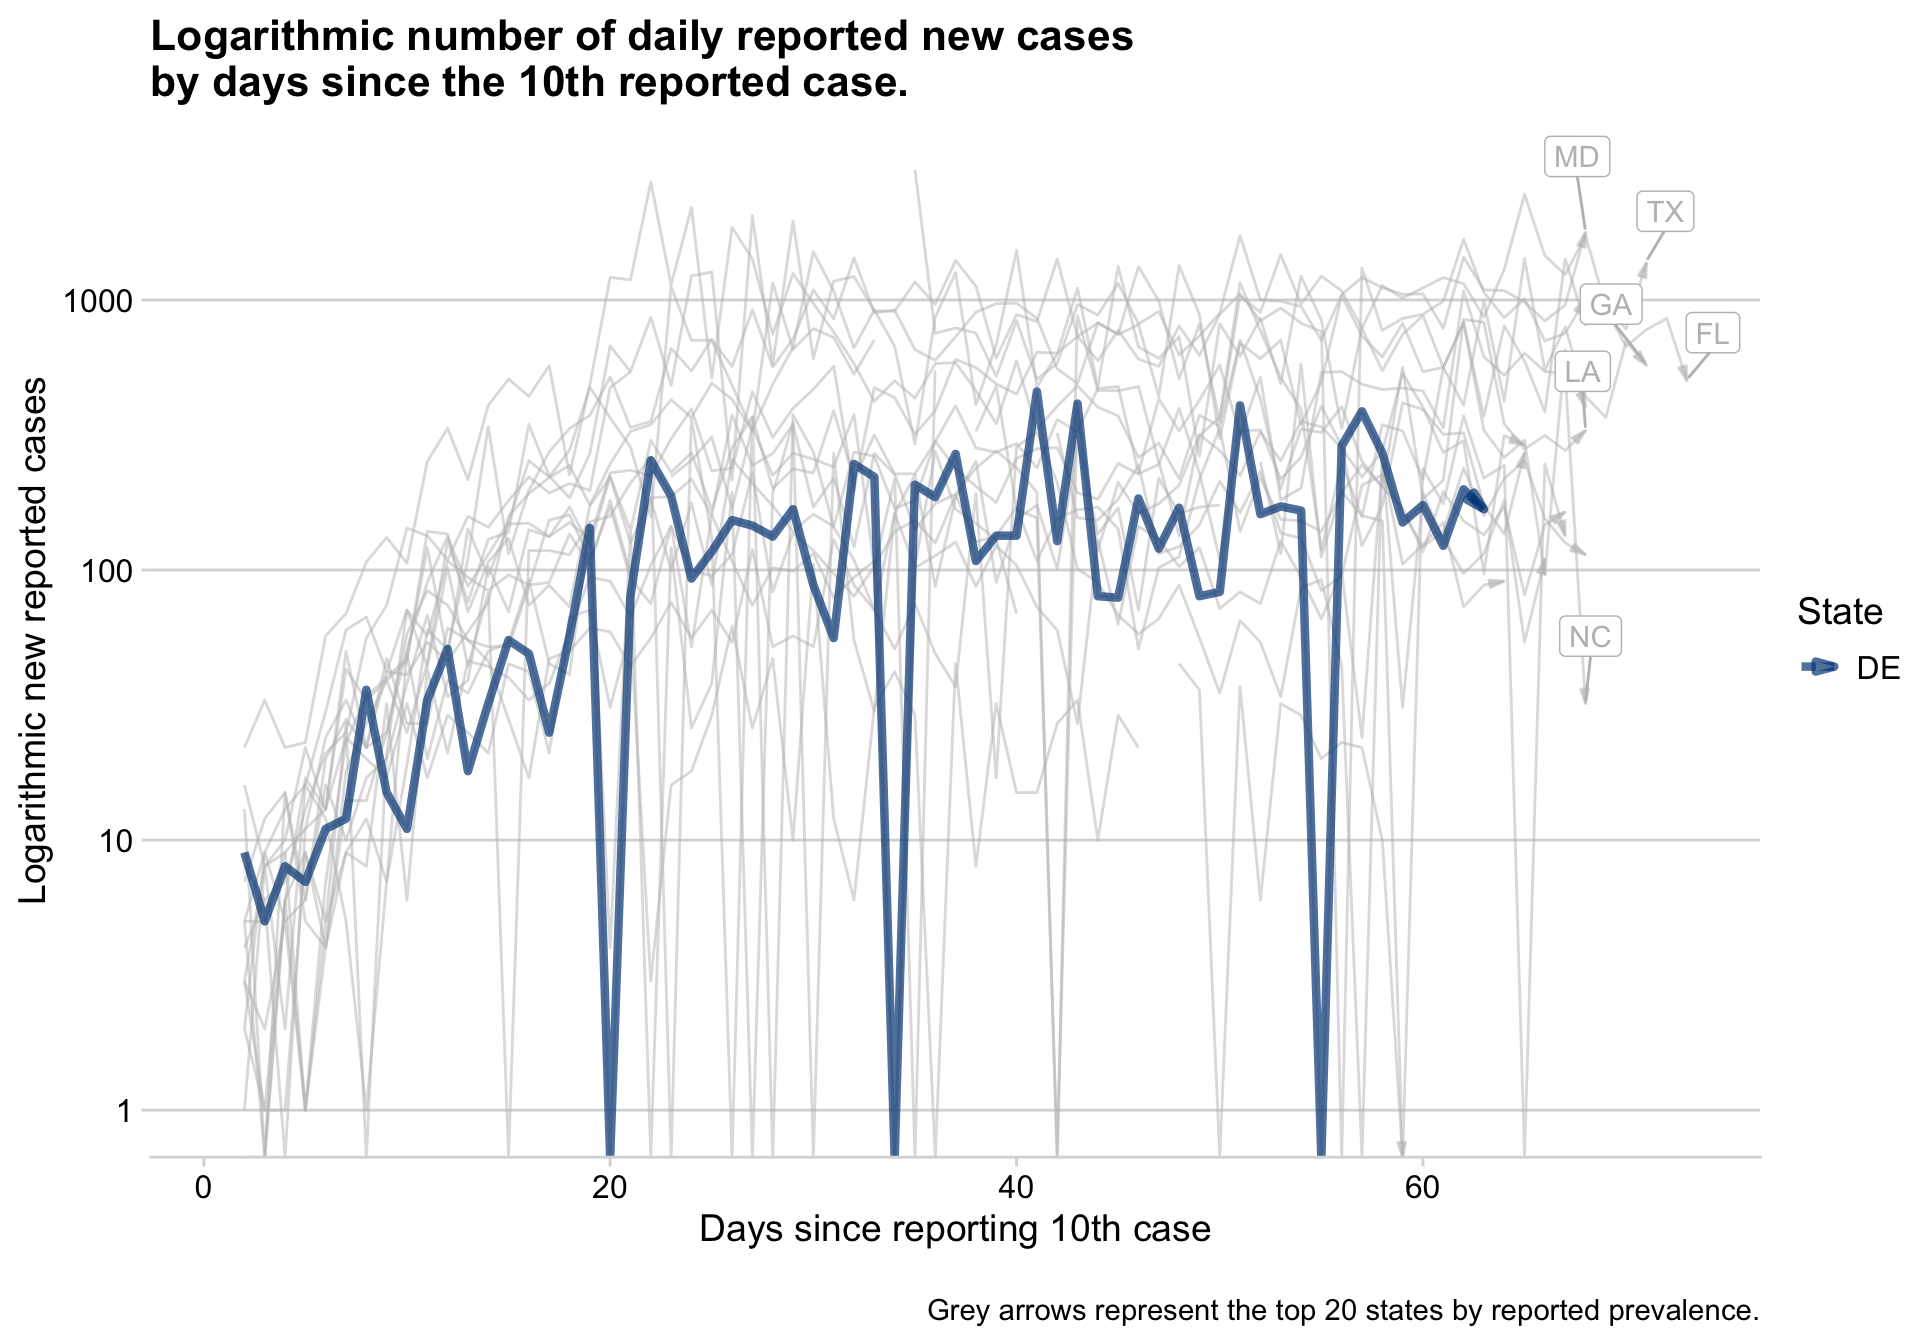 Logarithmic number of daily reported new cases
by days since the 10th reported case.
MD
TX
GA
FL
LA
NC
Logarithmic new reported cases
1000
100
10
1
0
20
40
60
Days since reporting 10th case
State
DE
Grey arrows represent the top 20 states by reported prevalence.